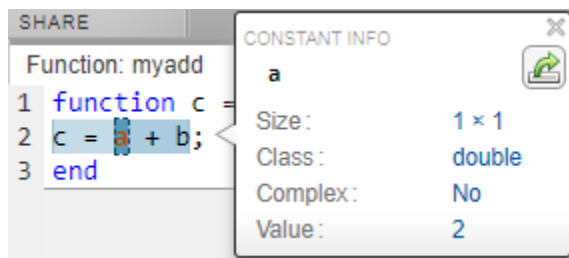 SHARE
Function: myadd
1 function c =
2 c = a + b;
3 end
CONSTANT INFO
a
Size: 1 × 1
Class: double
Complex: No
Value: 2